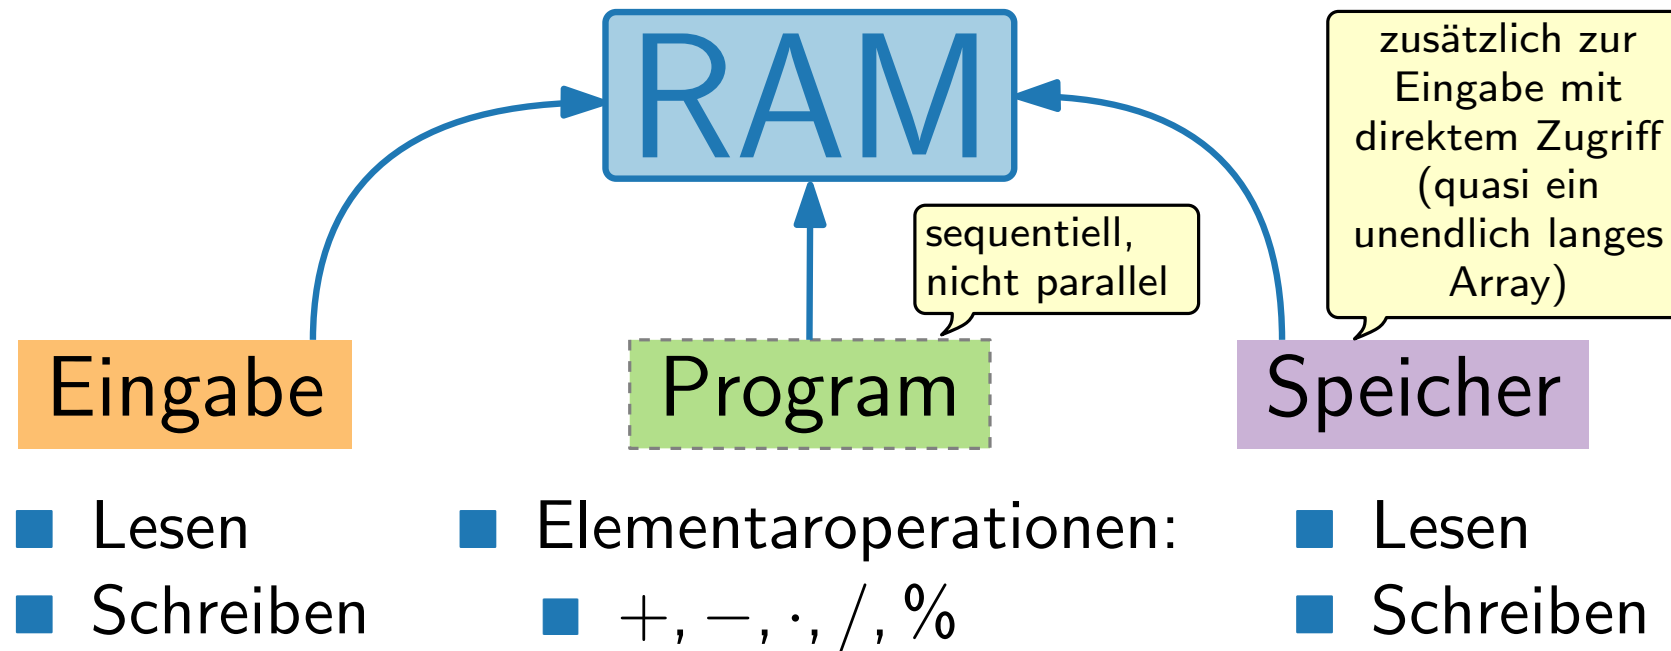 RAM
zusätzlich zur
Eingabe mit
direktem Zugriff
(quasi ein
unendlich langes
Array)
sequentiell,
nicht parallel
Eingabe
Program
Speicher
Lesen
Schreiben
Elementaroperationen:
+, −, ·, /, %
Lesen
Schreiben